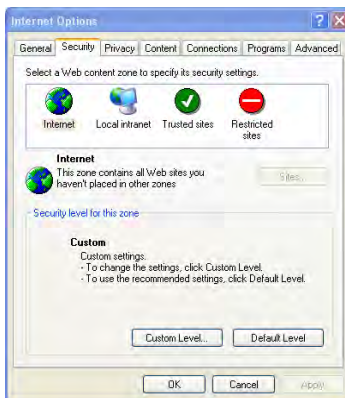 Internet Options
General Security Privacy Content Connections Programs Advanced
Select a Web content zone to specify its security settings.
Internet Local intranet Trusted sites Restricted
sites
Internet
This zone contains all Web sites you
haven't placed in other zones
Sites...
Security level for this zone
Custom
Custom settings.
- To change the settings, click Custom Level.
- To use the recommended settings, click Default Level.
Custom Level... Default Level
OK Cancel Apply